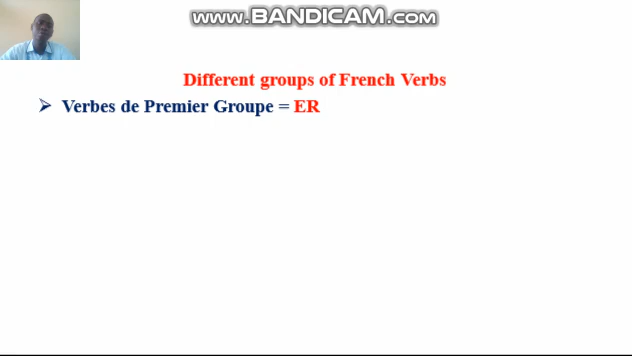 www.BANDICAM.com
Different groups of French Verbs
➢ Verbes de Premier Groupe = ER